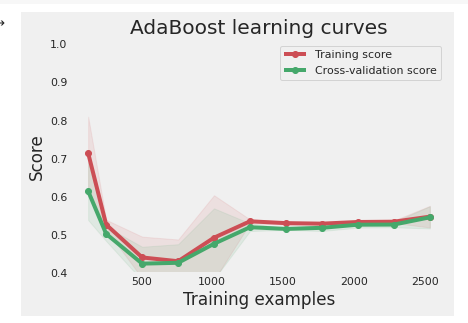 AdaBoost learning curves
Training score
Cross-validation score
Score
1.0
0.9
0.8
0.7
0.6
0.5
0.4
500
1000
1500
2000
2500
Training examples